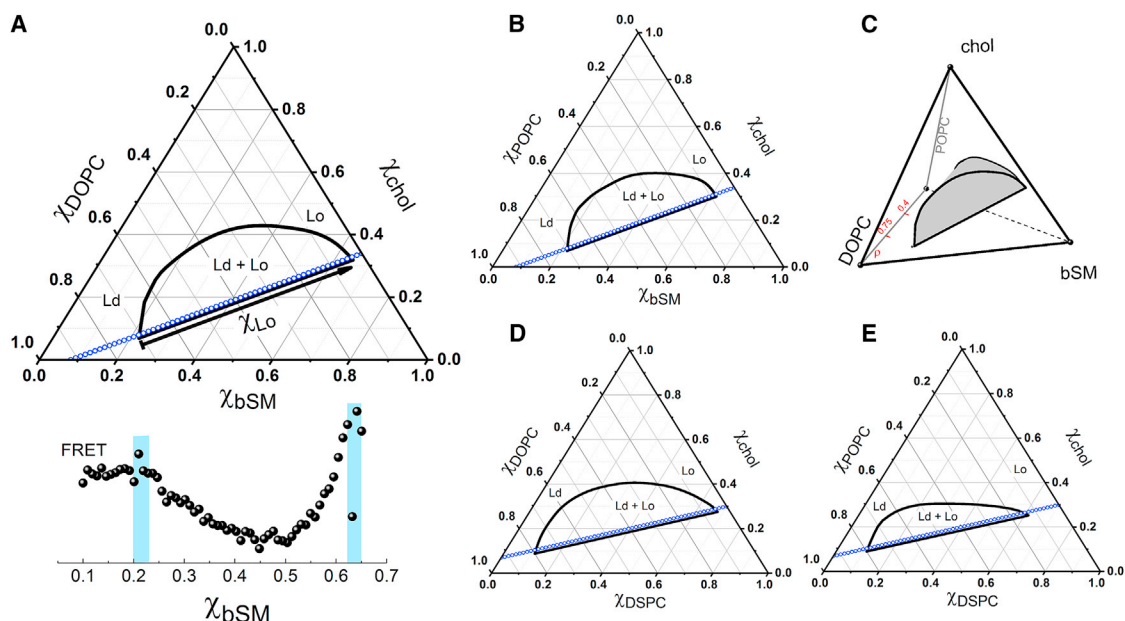 A
0.0
1.0
0.2
0.8
0.4
χDOPC
χchol
0.6
0.6
Lo
0.4
0.8
Ld + Lo
Ld
0.2
1.0
χLo
0.0
0.0
0.2
0.4
0.6
0.8
1.0
χbSM
FRET
0.1
0.2
0.3
0.4
0.5
0.6
0.7
χbSM
B
0.0
1.0
0.2
0.8
0.4
χPOPC
χchol
0.6
0.6
Lo
0.4
0.8
Ld + Lo
Ld
0.2
1.0
0.0
0.0
0.2
0.4
0.6
0.8
1.0
χbSM
C
chol
POPC
0.4
0.75
DOPC
ρ
bSM
D
0.0
1.0
0.2
0.8
0.4
χDOPC
χchol
0.6
0.6
Lo
Ld
0.4
0.8
Ld + Lo
0.2
1.0
0.0
0.0
0.2
0.4
0.6
0.8
1.0
χDSPC
E
0.0
1.0
0.2
0.8
0.4
χPOPC
χchol
0.6
0.6
Lo
0.4
Ld
0.8
Ld + Lo
0.2
1.0
0.0
0.0
0.2
0.4
0.6
0.8
1.0
χDSPC